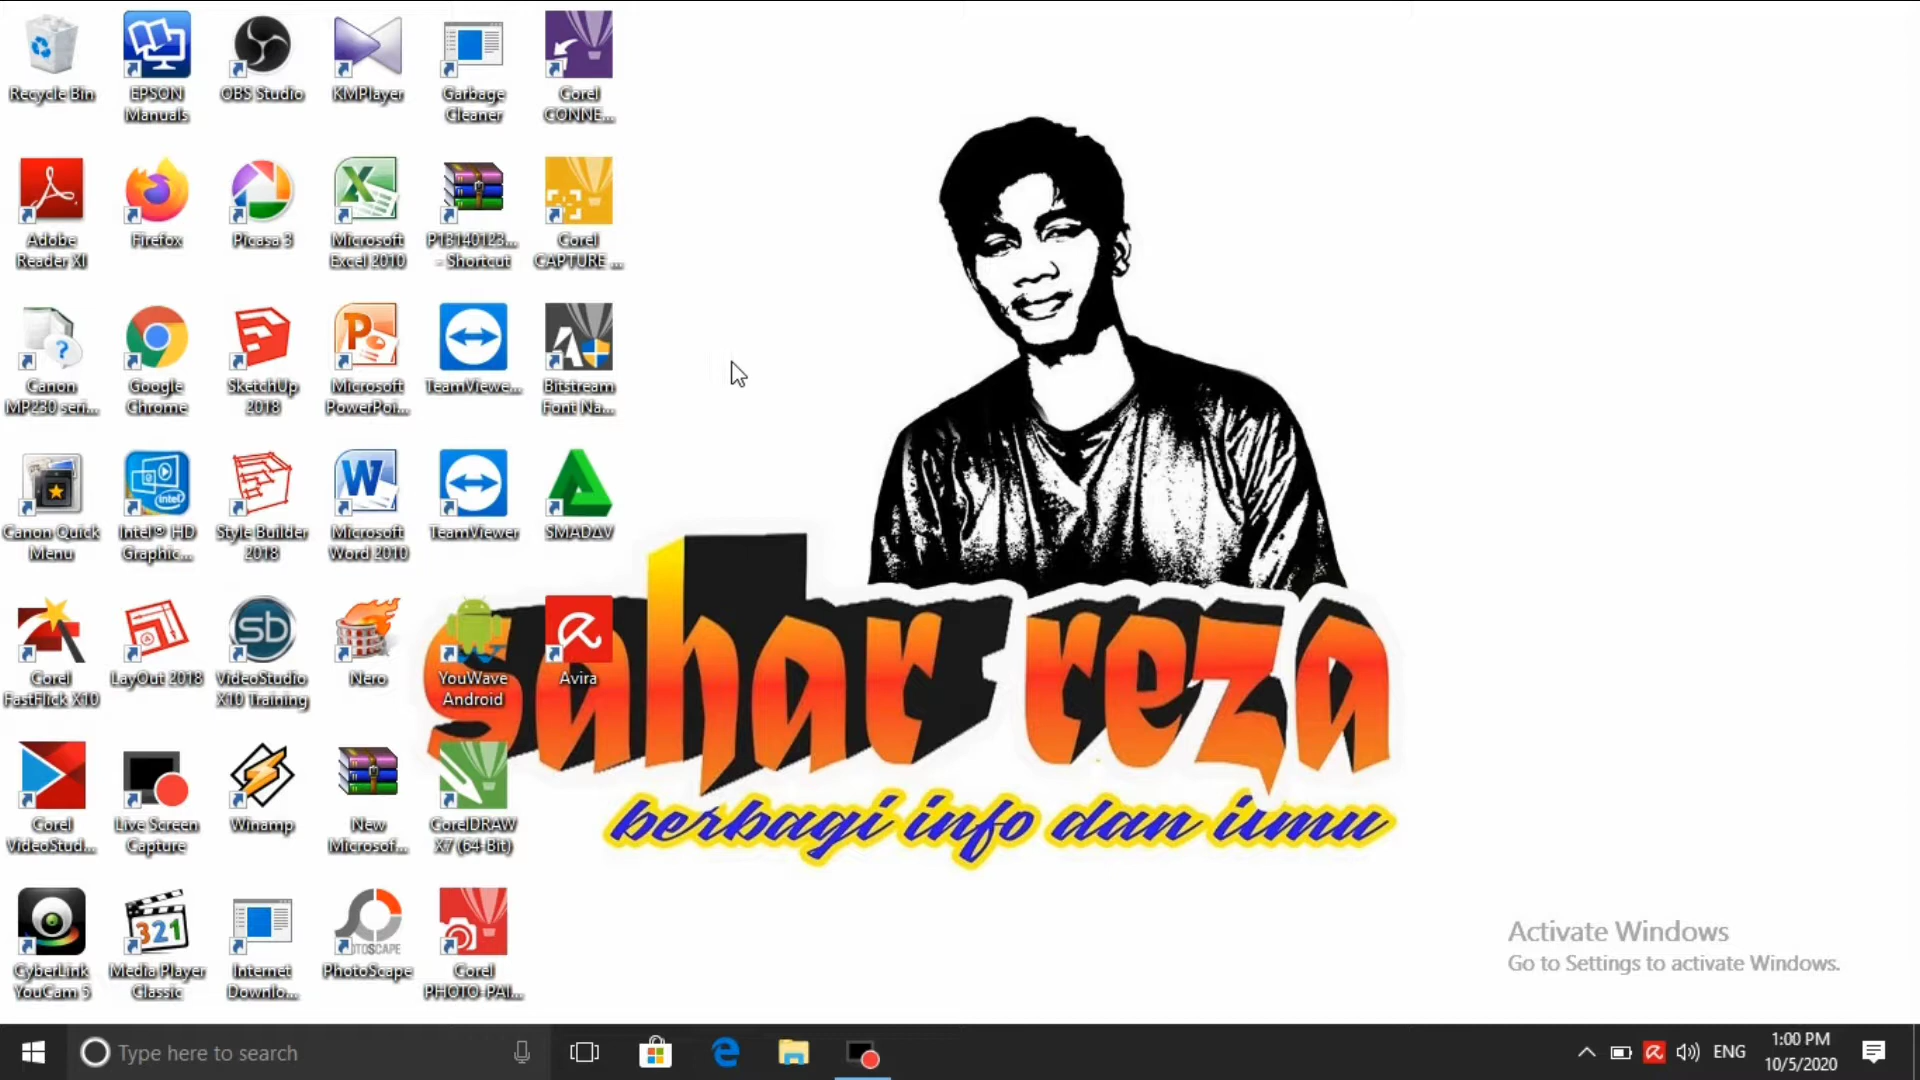 Recycle Bin
EPSON
Manuals
OBS Studio
KMPlayer
Garbage
Cleaner
Corel
CONNE...
Adobe
Reader XI
Firefox
Picasa 3
Microsoft
Excel 2010
P13140123...
- Shortcut
Corel
CAPTURE ...
Canon
MP230 seri...
Google
Chrome
SketchUp
2018
Microsoft
PowerPoi...
TeamViewe...
Bitstream
Font Na...
Canon Quick
Menu
intel
Intel® HD
Graphic...
Style Builder
2018
Microsoft
Word 2010
TeamViewer
SMADΔV
Corel
FastFlick X10
LayOut 2018
sb
VideoStudio
X10 Training
Nero
YouWave
Android
Avira
sahar reza
Corel
VideoStud...
Live Screen
Capture
Winamp
New
Microsof...
CorelDRAW
X7 (64-Bit)
berbagi info dan ilmu
CyberLink
YouCam 5
321
Media Player
Classic
Internet
Downlo...
PhotoScape
Corel
PHOTO-PAI...
Activate Windows
Go to Settings to activate Windows.
Type here to search
ENG
1:00 PM
10/5/2020